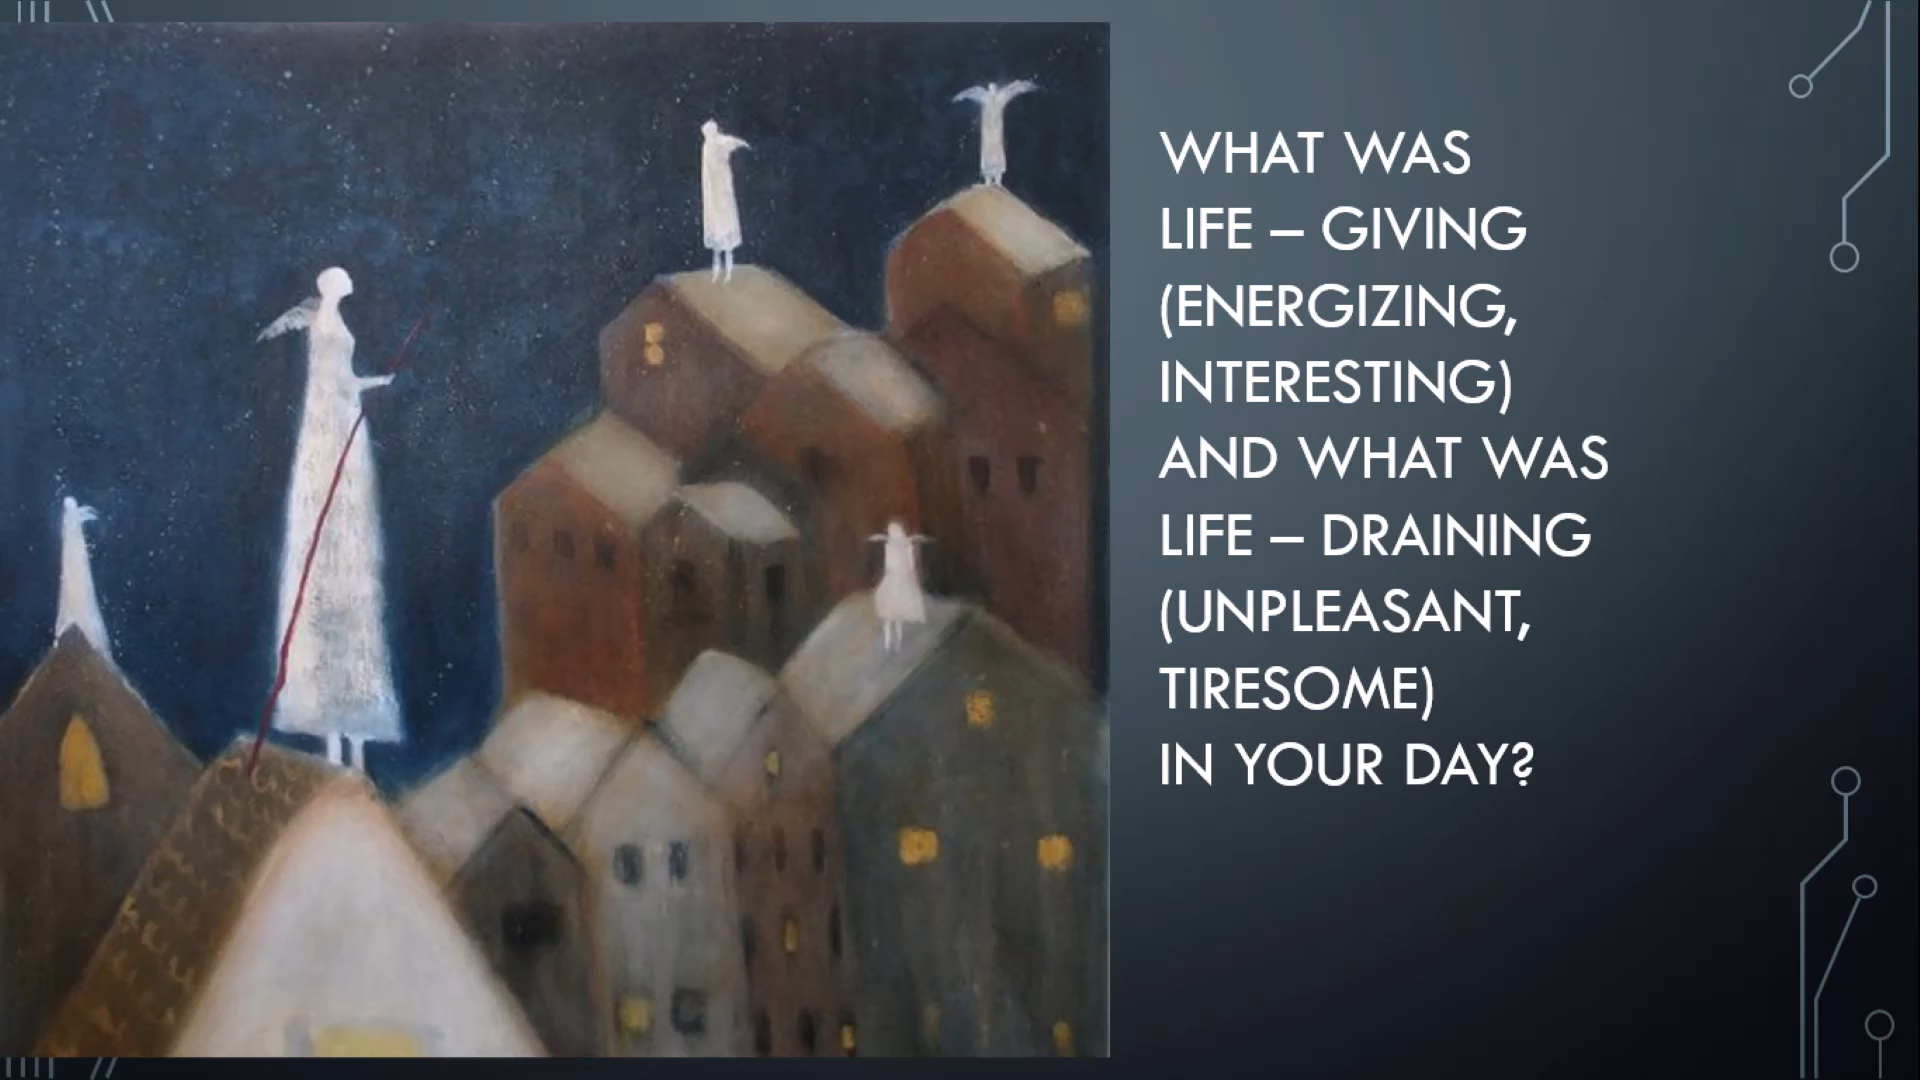 WHAT WAS
LIFE – GIVING
(ENERGIZING,
INTERESTING)
AND WHAT WAS
LIFE – DRAINING
(UNPLEASANT,
TIRESOME)
IN YOUR DAY?